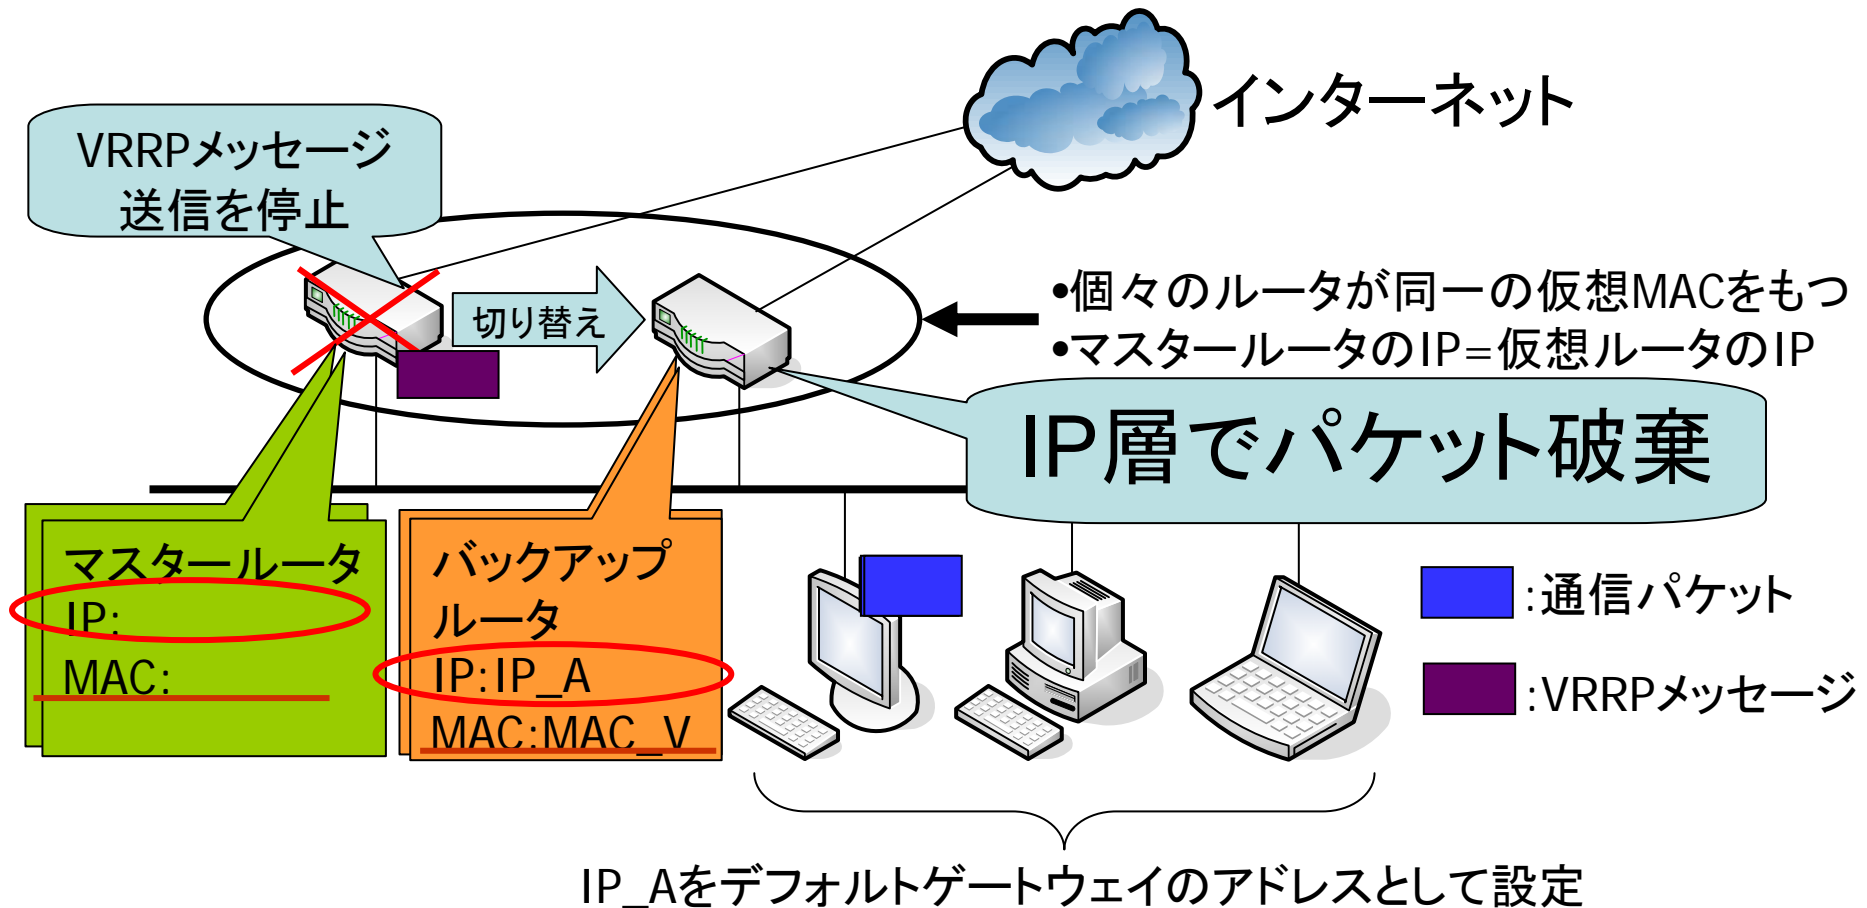 インターネット
VRRPメッセージ
送信を停止
切り替え
•個々のルータが同一の仮想MACをもつ
•マスタールータのIP=仮想ルータのIP
IP層でパケット破棄
マスタールータ
IP:
MAC:
バックアップ
ルータ
IP:IP_A
MAC:MAC_V
:通信パケット
:VRRPメッセージ
IP_Aをデフォルトゲートウェイのアドレスとして設定